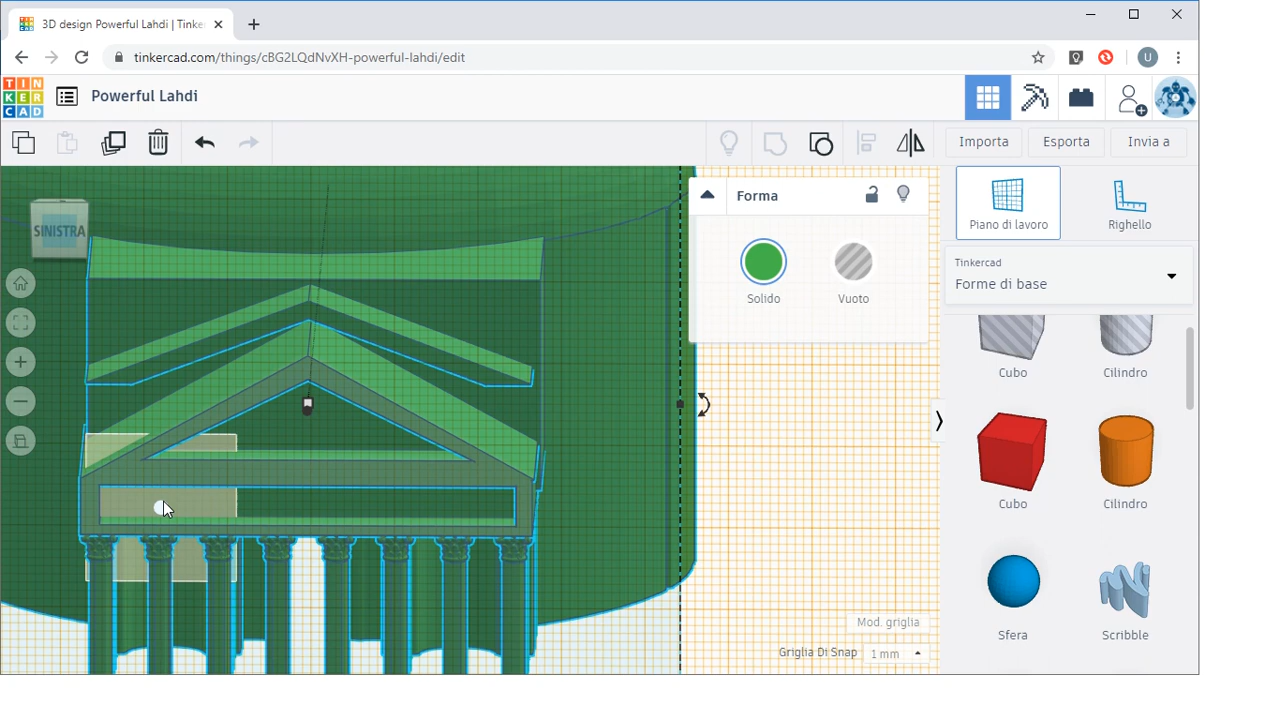 3D design Powerful Lahdi | Tinker
tinkercad.com/things/cBG2LQdNvXH-powerful-lahdi/edit
U
TIN
KER
CAD
Powerful Lahdi
Importa
Esporta
Invia a
SINISTRA
Forma
Solido
Vuoto
Piano di lavoro
Righello
Tinkercad
Forme di base
Cubo
Cilindro
Cubo
Cilindro
Sfera
Scribble
Mod. griglia
Griglia Di Snap
1 mm